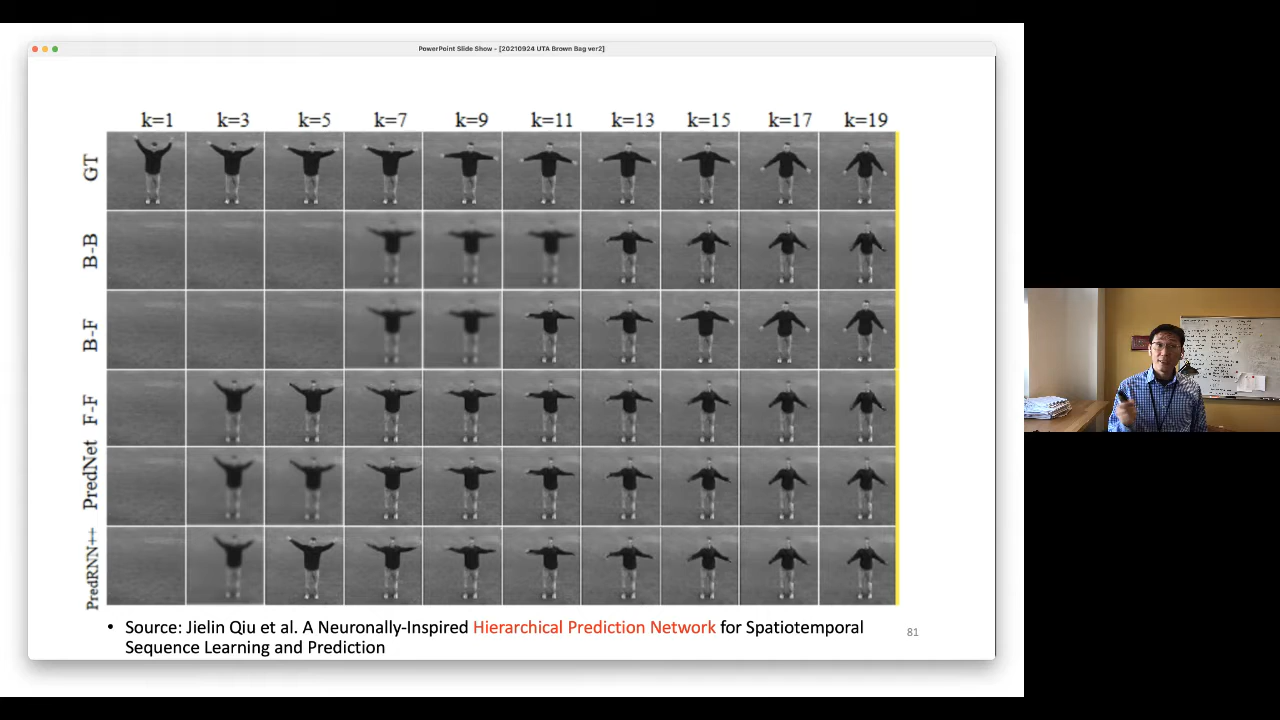 PowerPoint Slide Show - [20210924 UTA Brown Bag ver2]
k=1 k=3 k=5 k=7 k=9 k=11 k=13 k=15 k=17 k=19
GT
B-B
B-F
F-F
PredNet
PredRNN++
• Source: Jielin Qiu et al. A Neuronally-Inspired Hierarchical Prediction Network for Spatiotemporal
Sequence Learning and Prediction
81